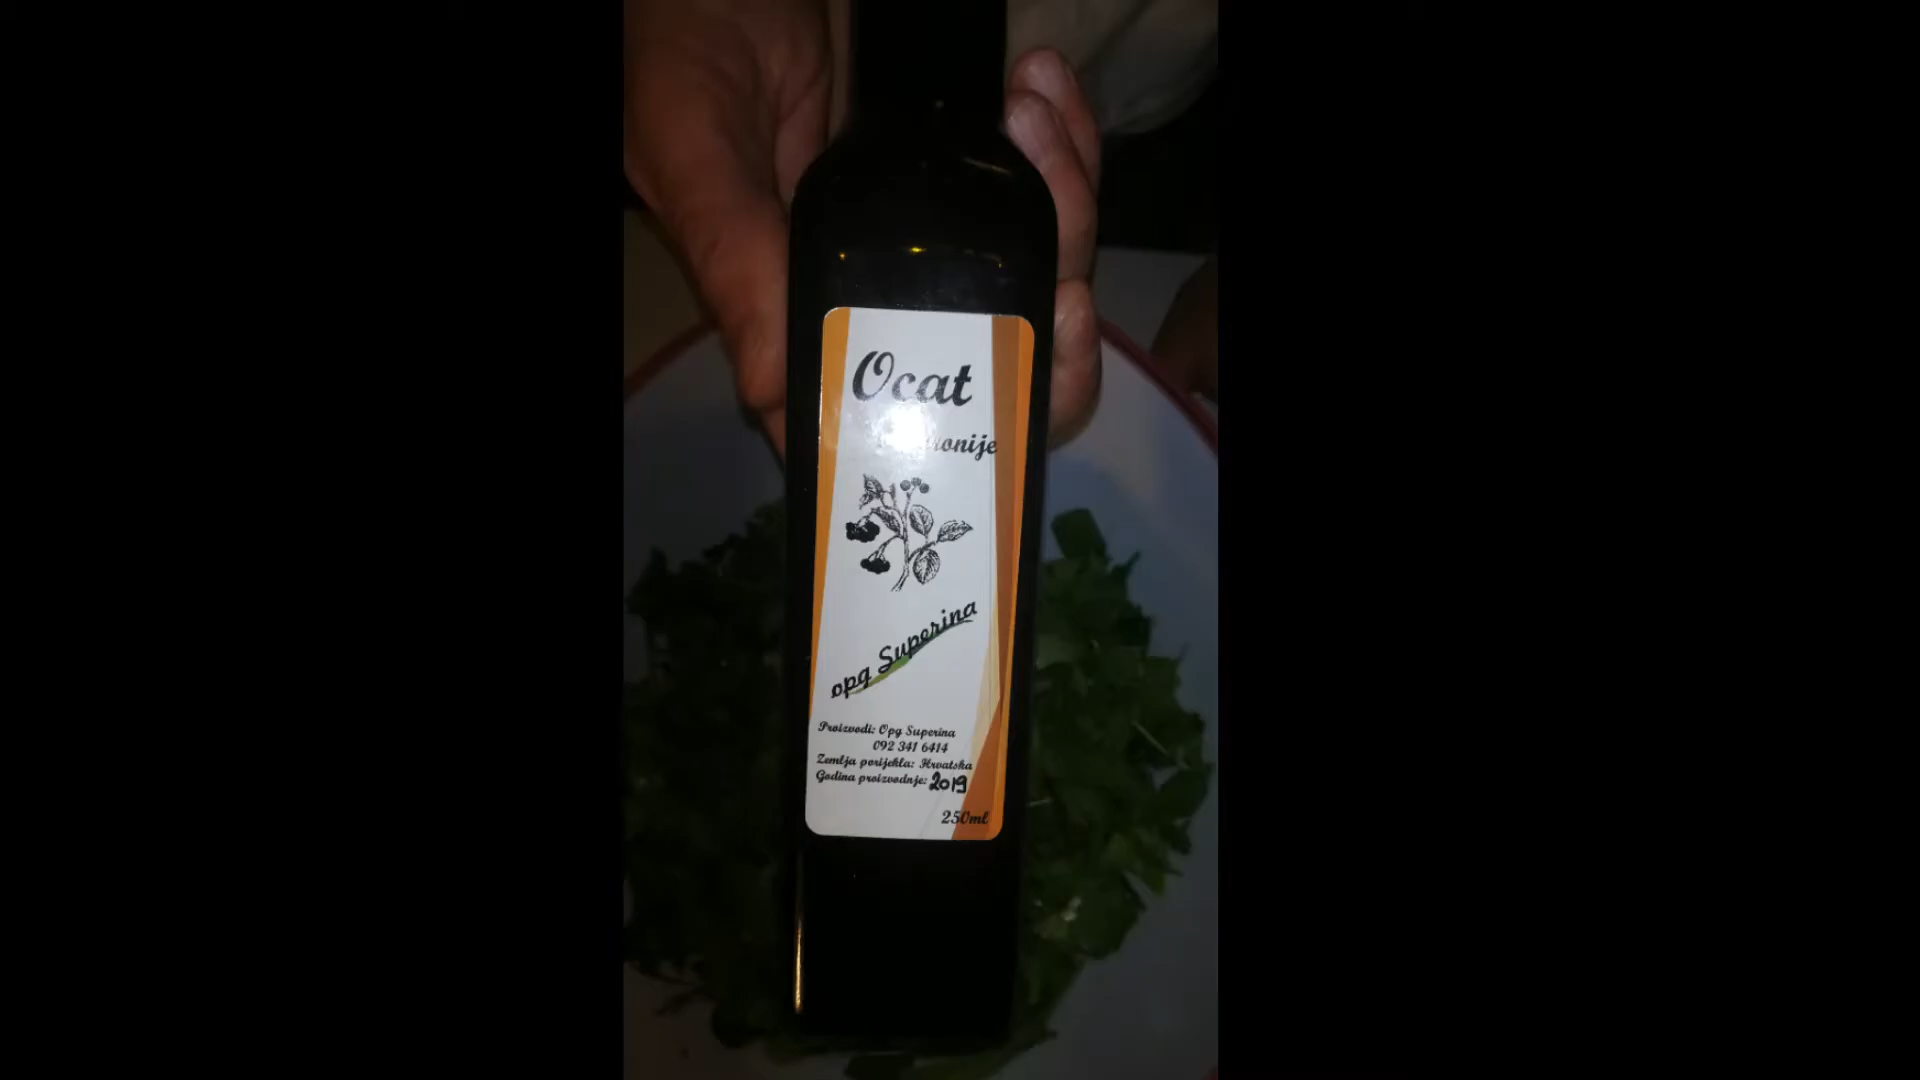 Ocat
opg Superina
Proizvodi: Opg Superina
092 341 6414
Zemlja porijekla: Hrvatska
Godina proizvodnje: 2019
250ml